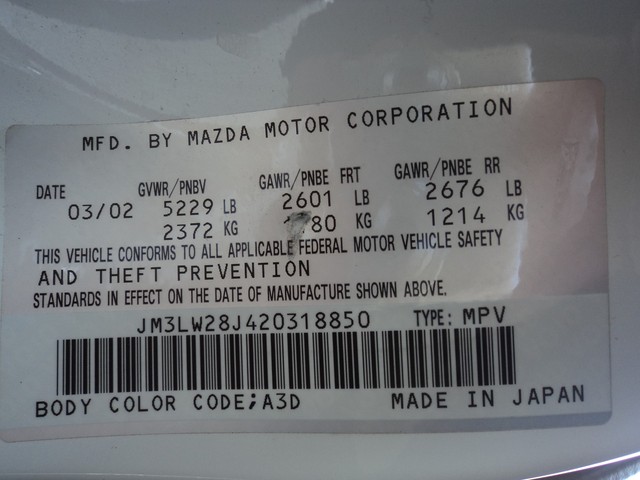 MFD. BY MAZDA MOTOR CORPORATION
DATE GVWR/PNBV GAWR/PNBE FRT GAWR/PNBE RR
03/02 5229 LB 2601 LB 2676 LB
2372 KG KG 1214 KG
THIS VEHICLE CONFORMS TO ALL APPLICABLE FEDERAL MOTOR VEHICLE SAFETY
AND THEFT PREVENTION
STANDARDS IN EFFECT ON THE DATE OF MANUFACTURE SHOWN ABOVE.
JM3LW28J420318850 TYPE: MPV
BODY COLOR CODE;A3D MADE IN JAPAN